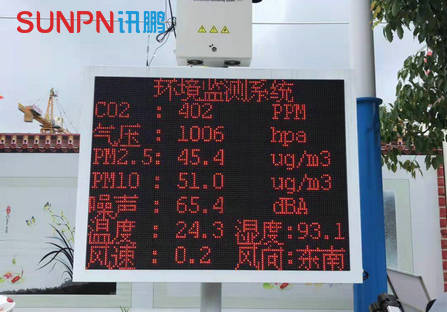 SUNPN讯鹏
环境监测系统
CO2 : 402 PPM
气压 : 1006 hpa
PM2.5: 45.4 ug/m3
PM10 : 51.0 ug/m3
噪声 : 65.4 dBA
温度 : 24.3 湿度:93.1
风速 : 0.2 风向:东南